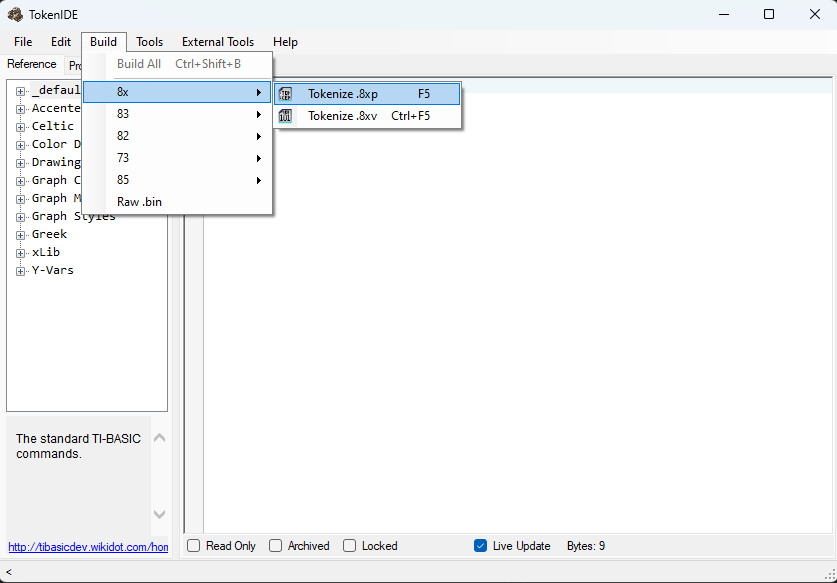 TokenIDE
File Edit Build Tools External Tools Help
Reference Pr
Build All Ctrl+Shift+B
8x
83
82
73
85
Raw .bin
Tokenize .8xp F5
Tokenize .8xv Ctrl+F5
_defaul
Accente
Celtic
Color D
Drawing
Graph C
Graph M
Graph Styles
Greek
xLib
Y-Vars
The standard TI-BASIC
commands.
http://tibasicdev.wikidot.com/hom
Read Only Archived Locked Live Update Bytes: 9
<